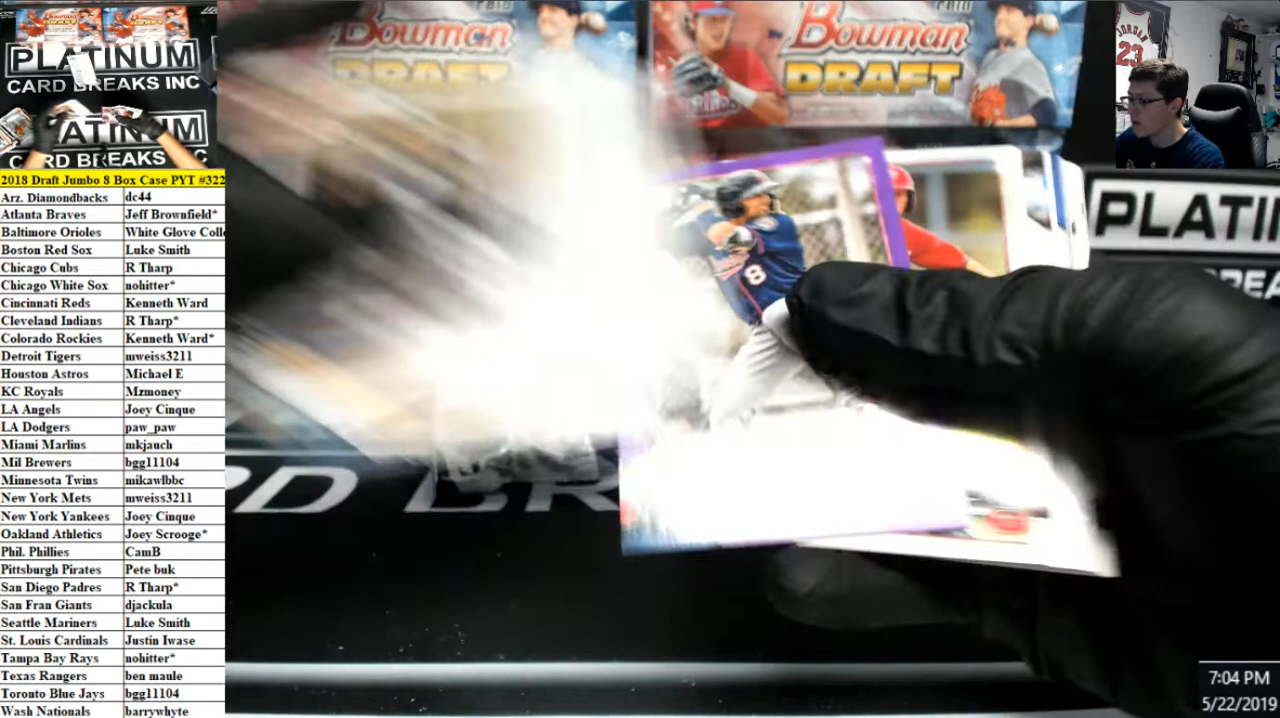 PLATINUM
CARD BREAKS INC
CARD BREAKS INC
2018 Draft Jumbo 8 Box Case PYT #322
Arz. Diamondbacks dc44
Atlanta Braves Jeff Brownfield*
Baltimore Orioles White Glove Colle
Boston Red Sox Luke Smith
Chicago Cubs R Tharp
Chicago White Sox nohitter*
Cincinnati Reds Kenneth Ward
Cleveland Indians R Tharp*
Colorado Rockies Kenneth Ward*
Detroit Tigers mweiss3211
Houston Astros Michael E
KC Royals Mzmoney
LA Angels Joey Cinque
LA Dodgers paw_paw
Miami Marlins mkjauch
Mil Brewers bgg11104
Minnesota Twins mikawlbbc
New York Mets mweiss3211
New York Yankees Joey Cinque
Oakland Athletics Joey Scrooge*
Phil. Phillies CamB
Pittsburgh Pirates Pete buk
San Diego Padres R Tharp*
San Fran Giants djackula
Seattle Mariners Luke Smith
St. Louis Cardinals Justin Iwase
Tampa Bay Rays nohitter*
Texas Rangers ben maule
Toronto Blue Jays bgg11104
Wash Nationals barrywhyte
Bowman
DRAFT
Bowman
DRAFT
JORDAN
23
8
PLATI
CARD BR
7:04 PM
5/22/2019